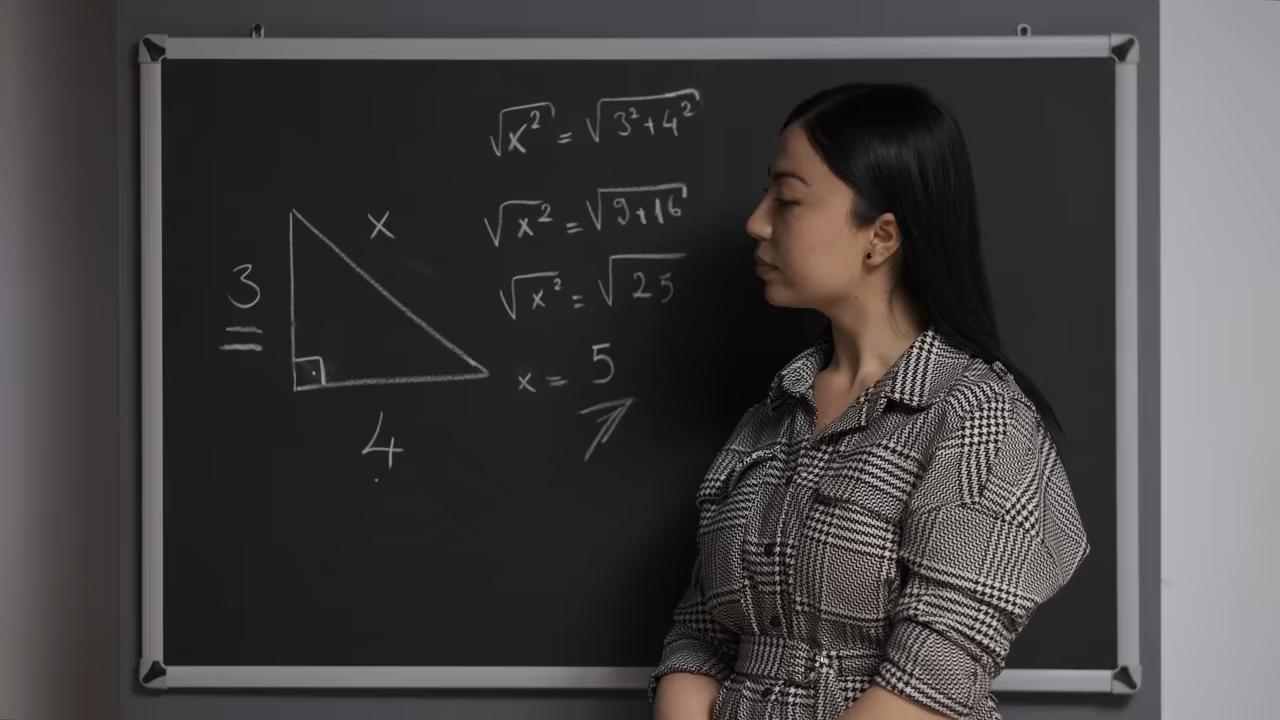 √x² = √3²+4²
√x² = √9+16
x
3
√x² = √25
x = 5
4